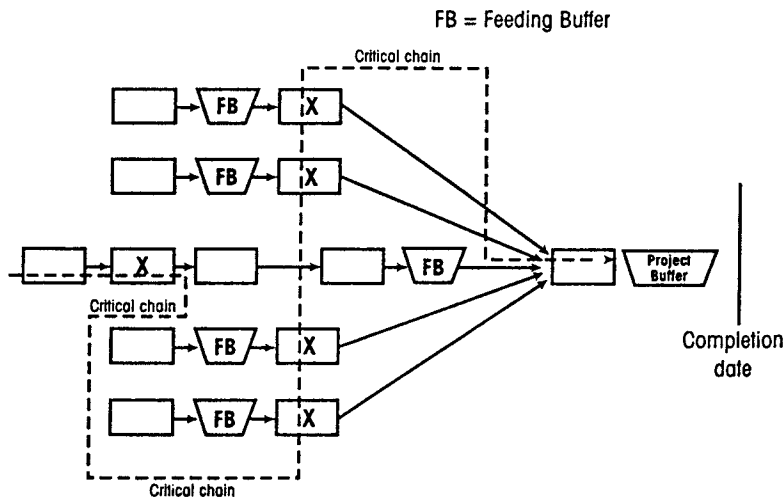 FB = Feeding Buffer
Critical chain
FB
X
FB
X
X
FB
Project
Buffer
Critical chain
FB
X
Completion
date
FB
X
Critical chain